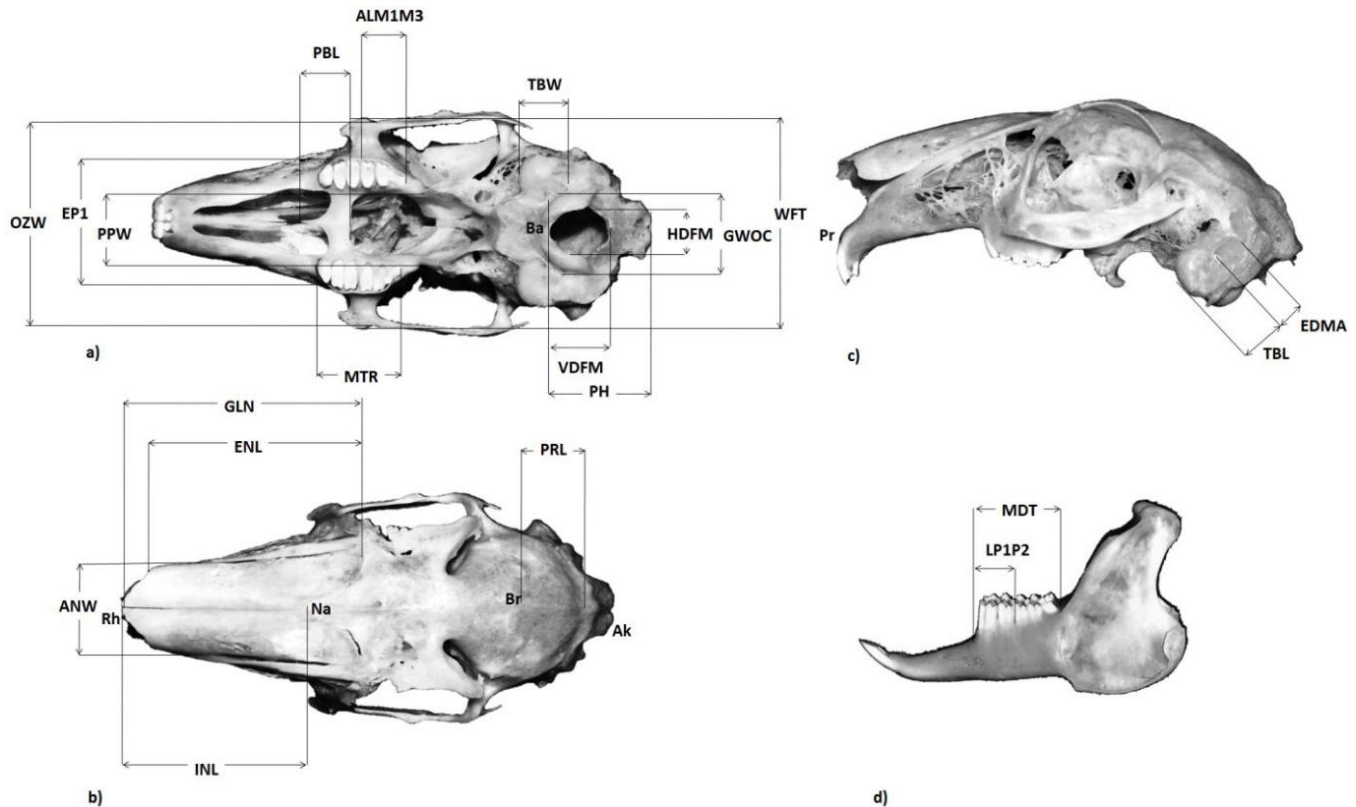 ALM1M3
PBL
TBW
OZW
EP1
PPW
Ba
HDFM
GWOC
WFT
MTR
VDFM
PH
a)
Pr
EDMA
TBL
c)
GLN
ENL
PRL
ANW
Rh
Na
Br
Ak
INL
b)
MDT
LP1P2
d)